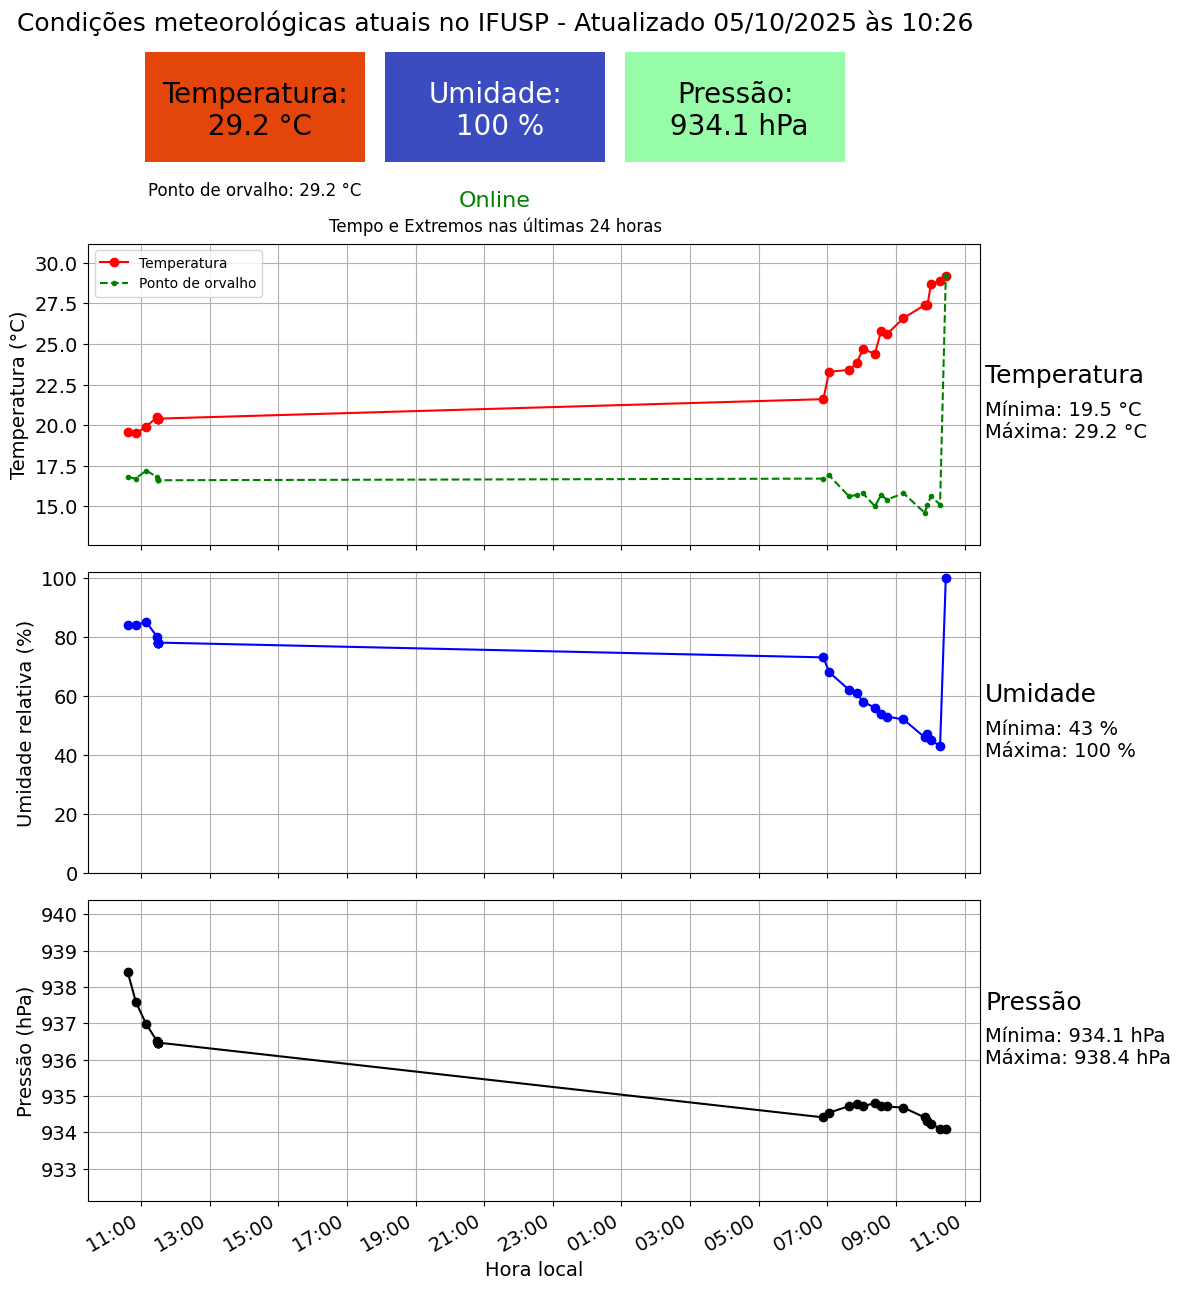 Condições meteorológicas atuais no IFUSP - Atualizado 05/10/2025 às 10:26
Temperatura:
29.2 °C
Umidade:
100 %
Pressão:
934.1 hPa
Ponto de orvalho: 29.2 °C
Online
Tempo e Extremos nas últimas 24 horas
Temperatura
Ponto de orvalho
Temperatura (°C)
30.0
27.5
25.0
22.5
20.0
17.5
15.0
Temperatura
Mínima: 19.5 °C
Máxima: 29.2 °C
Umidade relativa (%)
100
80
60
40
20
0
Umidade
Mínima: 43 %
Máxima: 100 %
Pressão (hPa)
940
939
938
937
936
935
934
933
Pressão
Mínima: 934.1 hPa
Máxima: 938.4 hPa
11:00
13:00
15:00
17:00
19:00
21:00
23:00
01:00
03:00
05:00
07:00
09:00
11:00
Hora local